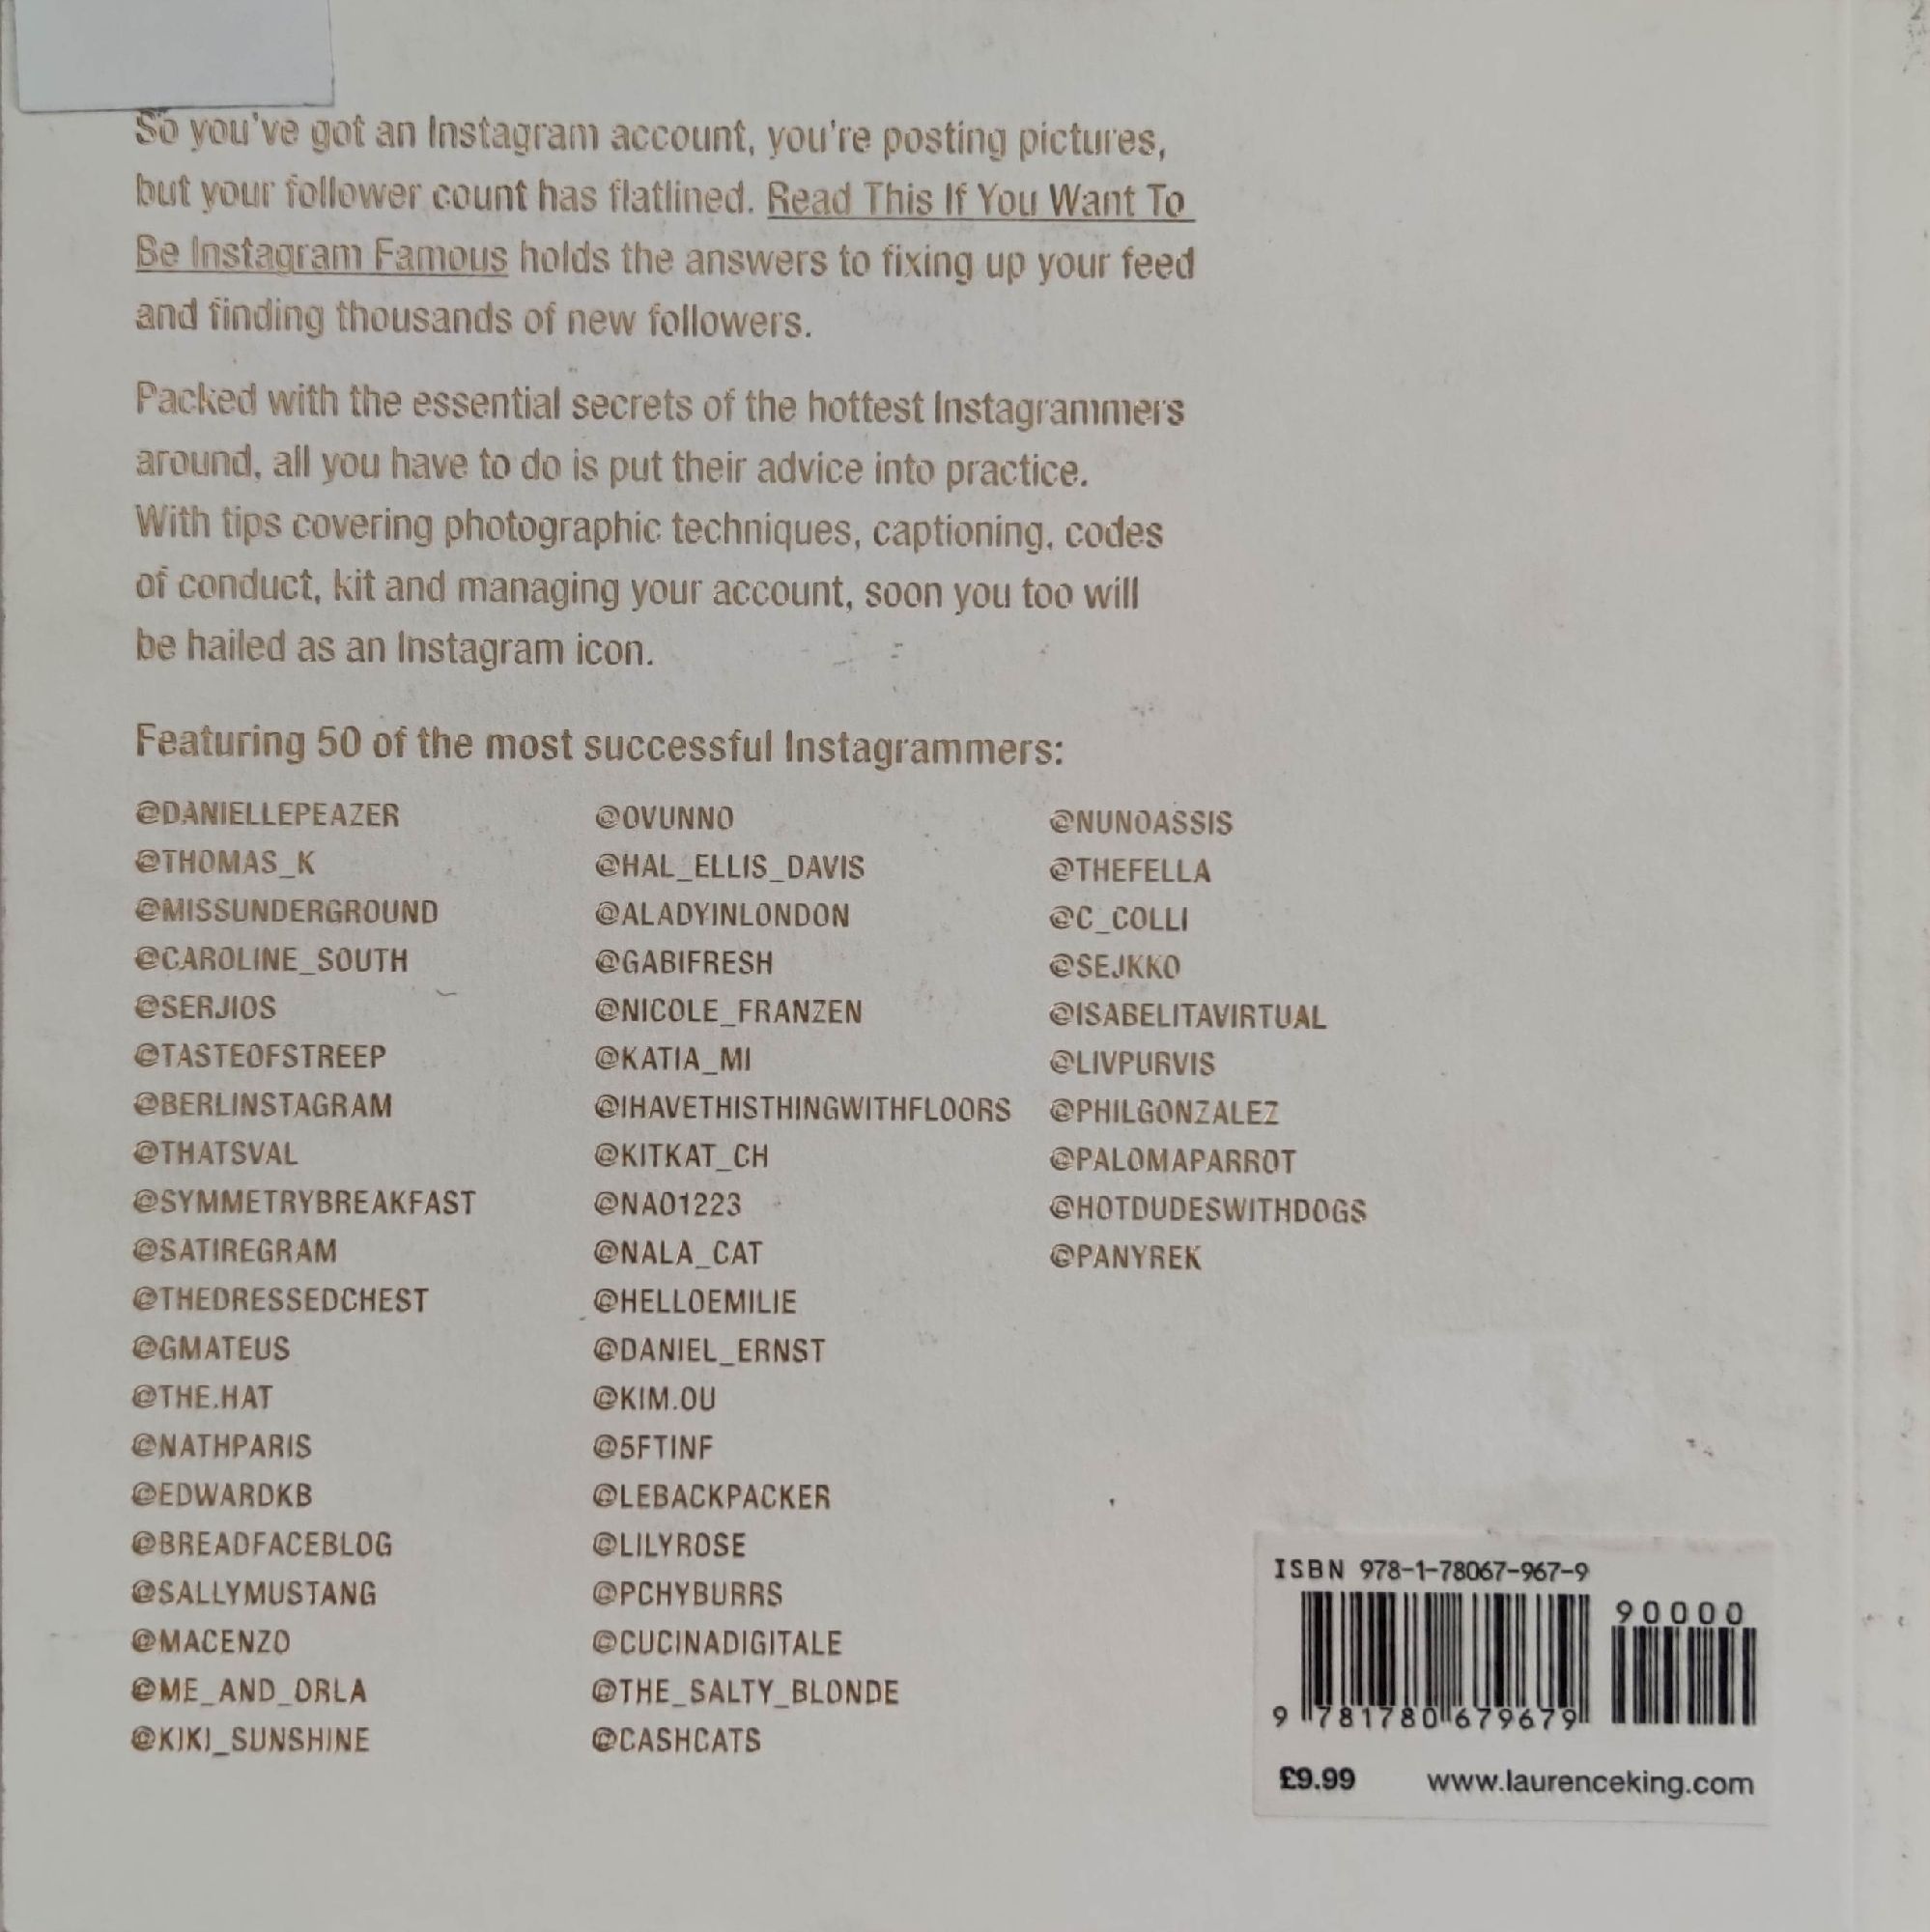 So you've got an Instagram account, you're posting pictures,
but your follower count has flatlined. Read This If You Want To
Be Instagram Famous holds the answers to fixing up your feed
and finding thousands of new followers.
Packed with the essential secrets of the hottest Instagrammers
around, all you have to do is put their advice into practice.
With tips covering photographic techniques, captioning, codes
of conduct, kit and managing your account, soon you too will
be hailed as an Instagram icon.
Featuring 50 of the most successful Instagrammers:
@DANIELLEPEAZER
@THOMAS_K
@MISSUNDERGROUND
@CAROLINE_SOUTH
@SERJIOS
@TASTEOFSTREEP
@BERLINSTAGRAM
@THATSVAL
@SYMMETRYBREAKFAST
@SATIREGRAM
@THEDRESSEDCHEST
@GMATEUS
@THE.HAT
@NATHPARIS
@EDWARDKB
@BREADFACEBLOG
@SALLYMUSTANG
@MACENZO
@ME_AND_ORLA
@KIKI_SUNSHINE
@OVUNNO
@HAL_ELLIS_DAVIS
@ALADYINLONDON
@GABIFRESH
@NICOLE_FRANZEN
@KATIA_MI
@IHAVETHISTHINGWITHFLOORS
@KITKAT_CH
@NAO1223
@NALA_CAT
@HELLOEMILIE
@DANIEL_ERNST
@KIM.OU
@5FTINF
@LEBACKPACKER
@LILYROSE
@PCHYBURRS
@CUCINADIGITALE
@THE_SALTY_BLONDE
@CASHCATS
@NUNOASSIS
@THEFELLA
@C_COLLI
@SEJKKO
@ISABELITAVIRTUAL
@LIVPURVIS
@PHILGONZALEZ
@PALOMAPARROT
@HOTDUDESWITHDOGS
@PANYREK
ISBN 978-1-78067-967-9
90000
9 781780 679679
£9.99 www.laurenceking.com